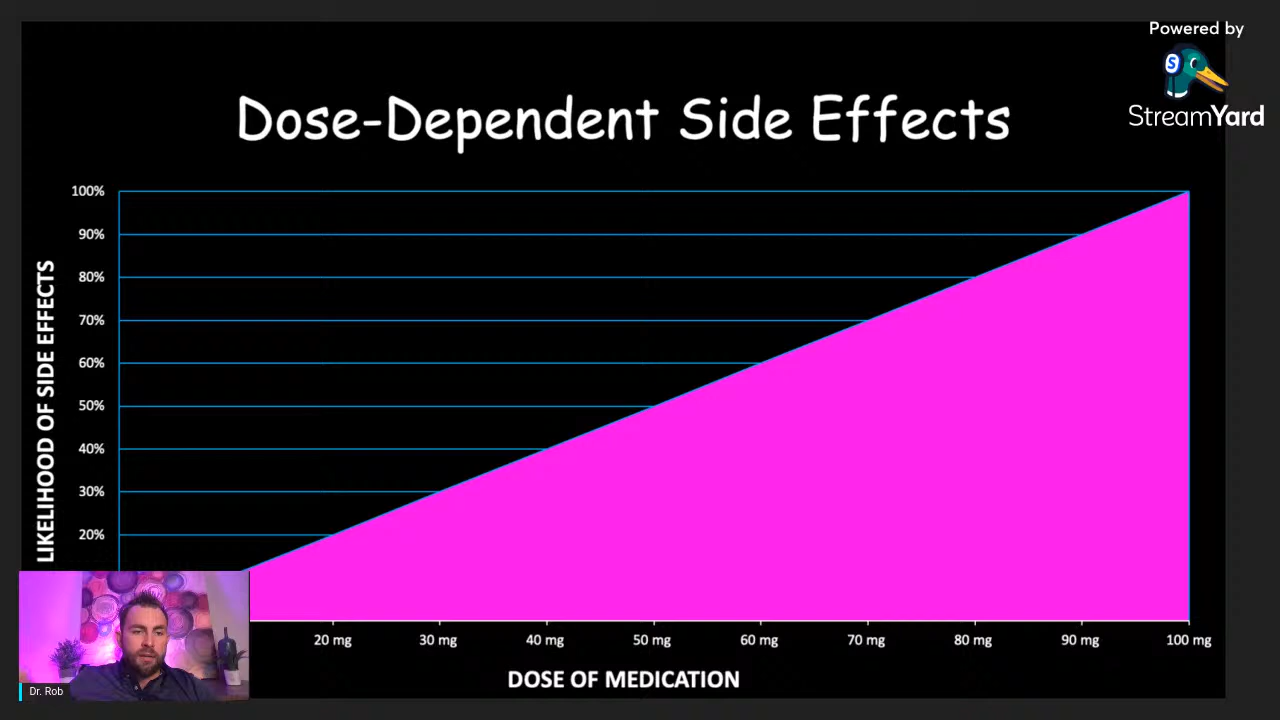 Powered by
S
StreamYard
Dose-Dependent Side Effects
LIKELIHOOD OF SIDE EFFECTS
100%
90%
80%
70%
60%
50%
40%
30%
20%
20 mg
30 mg
40 mg
50 mg
60 mg
70 mg
80 mg
90 mg
100 mg
DOSE OF MEDICATION
Dr. Rob